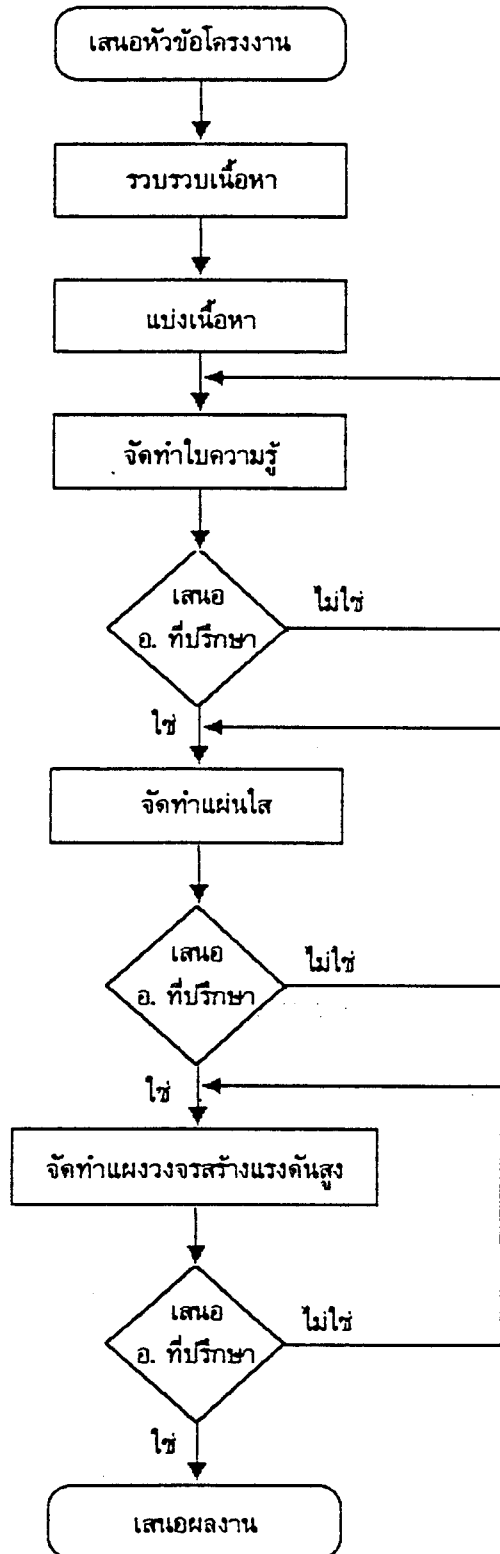 เสนอหัวข้อโครงงาน
รวบรวบเนื้อหา
แบ่งเนื้อหา
จัดทำใบความรู้
เสนอ
อ. ที่ปรึกษา
ไม่ใช่
ใช่
จัดทำแผ่นใส
เสนอ
อ. ที่ปรึกษา
ไม่ใช่
ใช่
จัดทำแผงวงจรสร้างแรงดันสูง
เสนอ
อ. ที่ปรึกษา
ไม่ใช่
ใช่
เสนอผลงาน